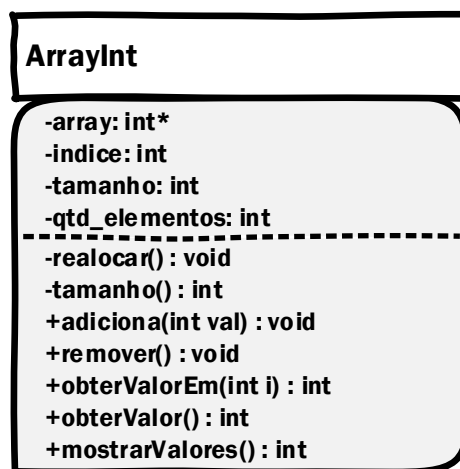 ArrayInt
-array: int*
-indice: int
-tamanho: int
-qtd_elementos: int
-realocar() : void
-tamanho() : int
+adiciona(int val) : void
+remover() : void
+obterValorEm(int i) : int
+obterValor() : int
+mostrarValores() : int